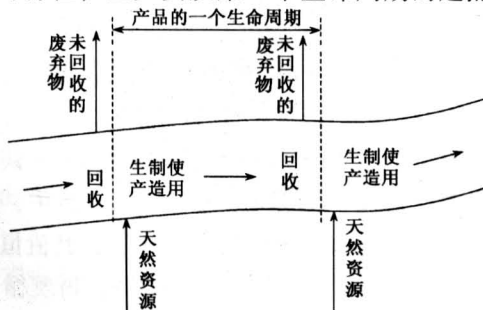 产品的一个生命周期
未回收的
废弃物
未回收的
废弃物
回收
生产
制造
使用
回收
生产
制造
使用
天然资源
天然资源